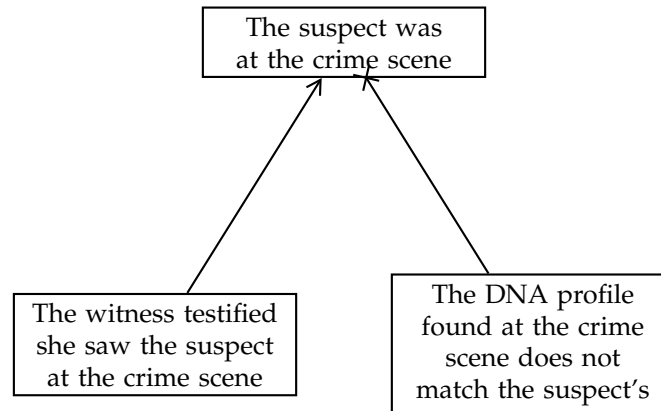 The suspect was
at the crime scene
The witness testified
she saw the suspect
at the crime scene
The DNA profile
found at the crime
scene does not
match the suspect's